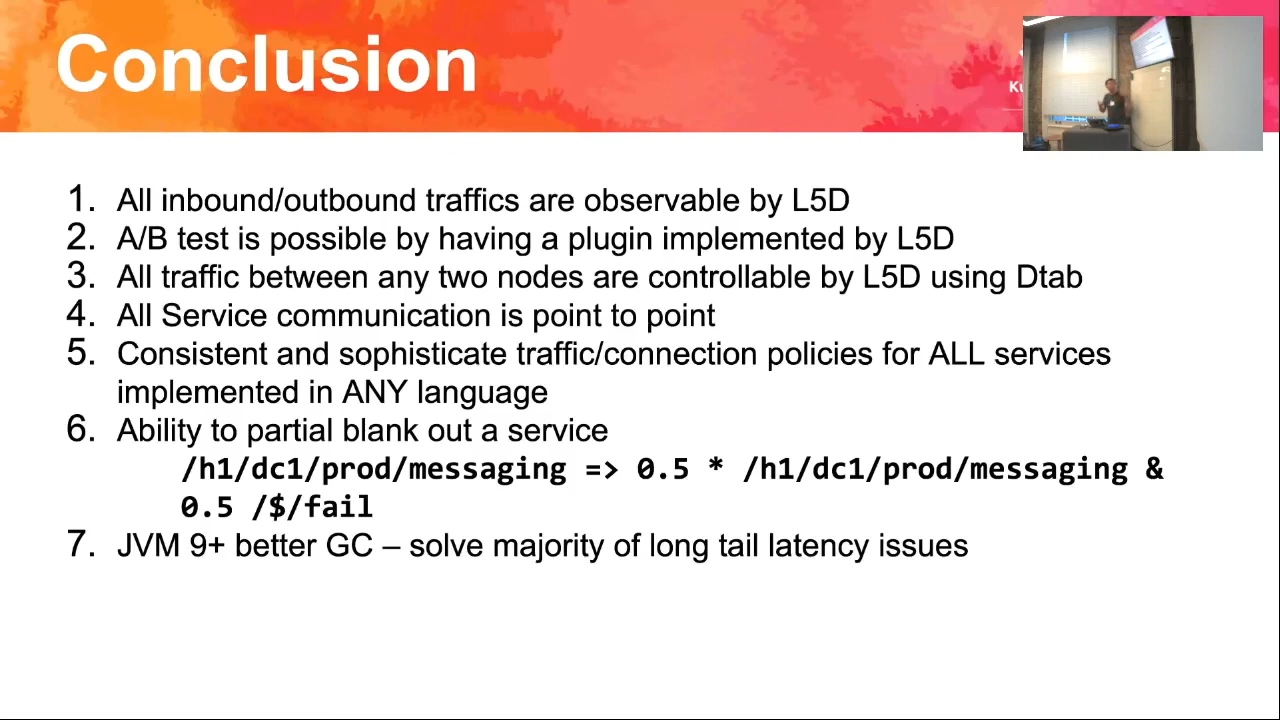 Conclusion
1. All inbound/outbound traffics are observable by L5D
2. A/B test is possible by having a plugin implemented by L5D
3. All traffic between any two nodes are controllable by L5D using Dtab
4. All Service communication is point to point
5. Consistent and sophisticate traffic/connection policies for ALL services
implemented in ANY language
6. Ability to partial blank out a service
/h1/dc1/prod/messaging => 0.5 * /h1/dc1/prod/messaging &
0.5 /$/fail
7. JVM 9+ better GC – solve majority of long tail latency issues